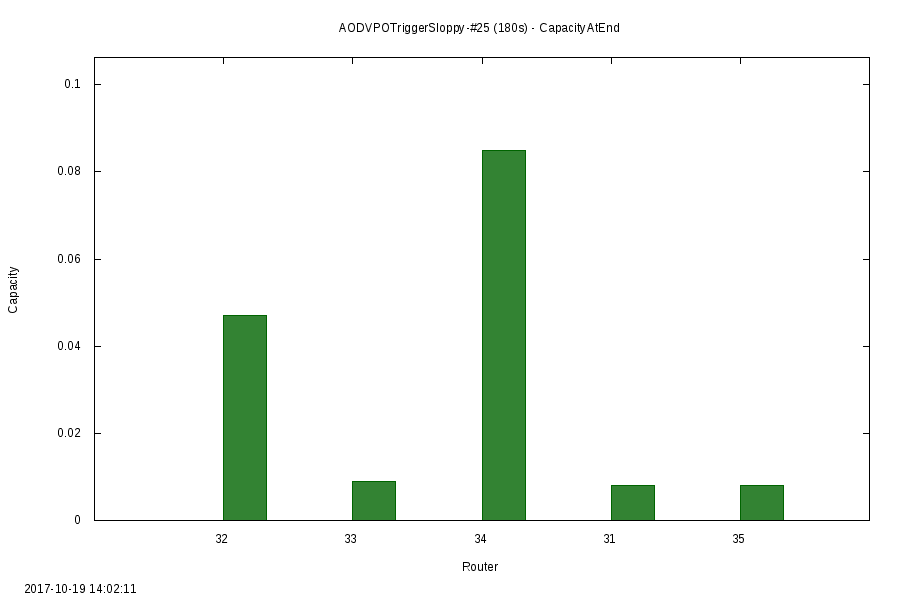 AODVPOTriggerSloppy-#25 (180s) - CapacityAtEnd
0.1
0.08
0.06
0.04
0.02
0
Capacity
32 33 34 31 35
Router
2017-10-19 14:02:11